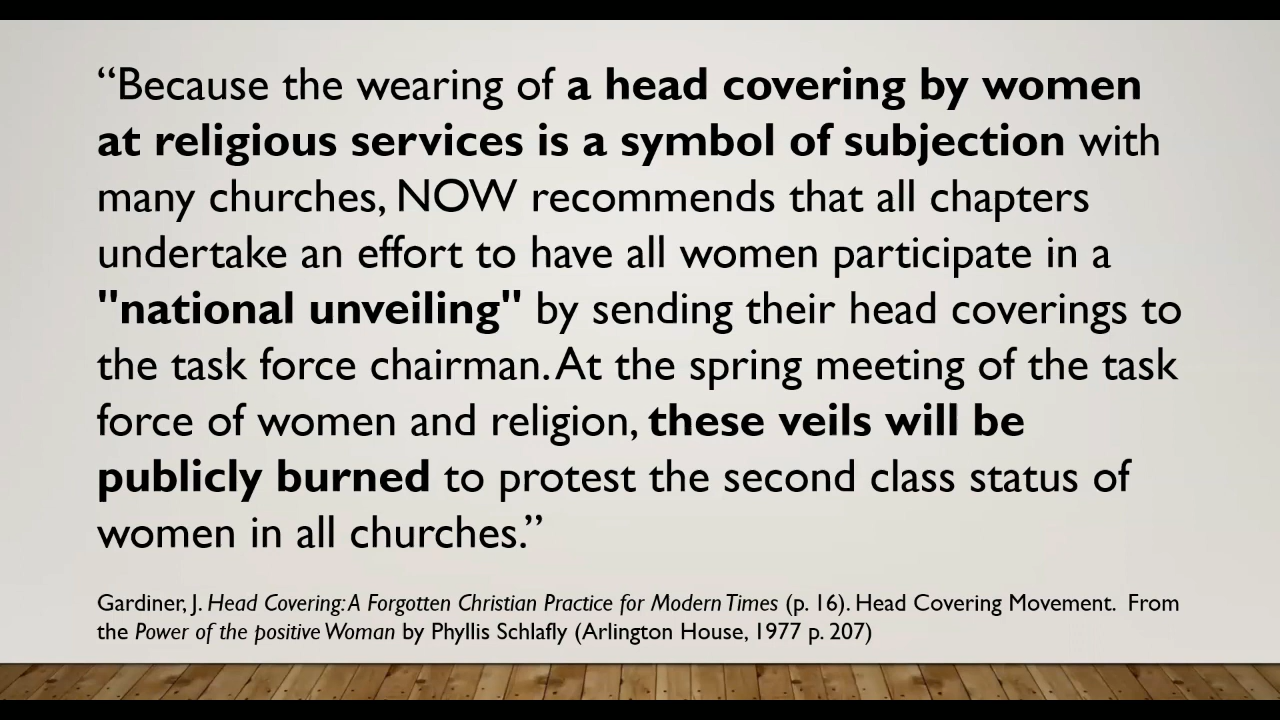 “Because the wearing of a head covering by women
at religious services is a symbol of subjection with
many churches, NOW recommends that all chapters
undertake an effort to have all women participate in a
"national unveiling" by sending their head coverings to
the task force chairman. At the spring meeting of the task
force of women and religion, these veils will be
publicly burned to protest the second class status of
women in all churches.”
Gardiner, J. Head Covering: A Forgotten Christian Practice for Modern Times (p. 16). Head Covering Movement. From
the Power of the positive Woman by Phyllis Schlafly (Arlington House, 1977 p. 207)